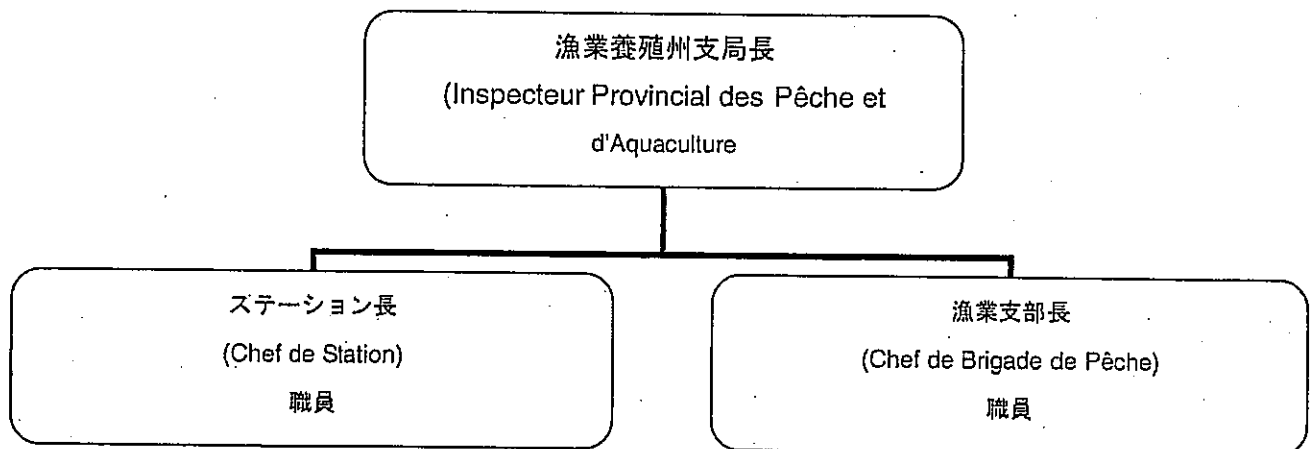 漁業養殖州支局長
(Inspecteur Provincial des Pêche et
d'Aquaculture
ステーション長
(Chef de Station)
職員
漁業支部長
(Chef de Brigade de Pêche)
職員